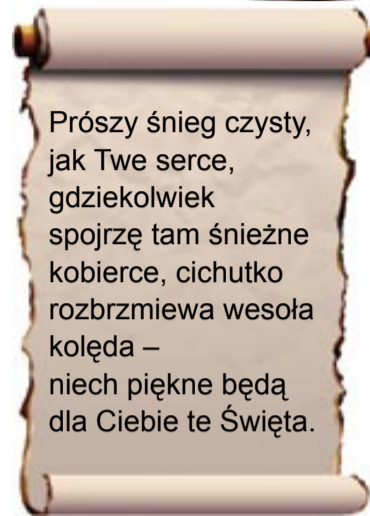 Prószy śnieg czysty,
jak Twe serce,
gdziekolwiek
spojrzę tam śnieżne
kobierce, cichutko
rozbrzmiewa wesoła
kolęda –
niech piękne będą
dla Ciebie te Święta.